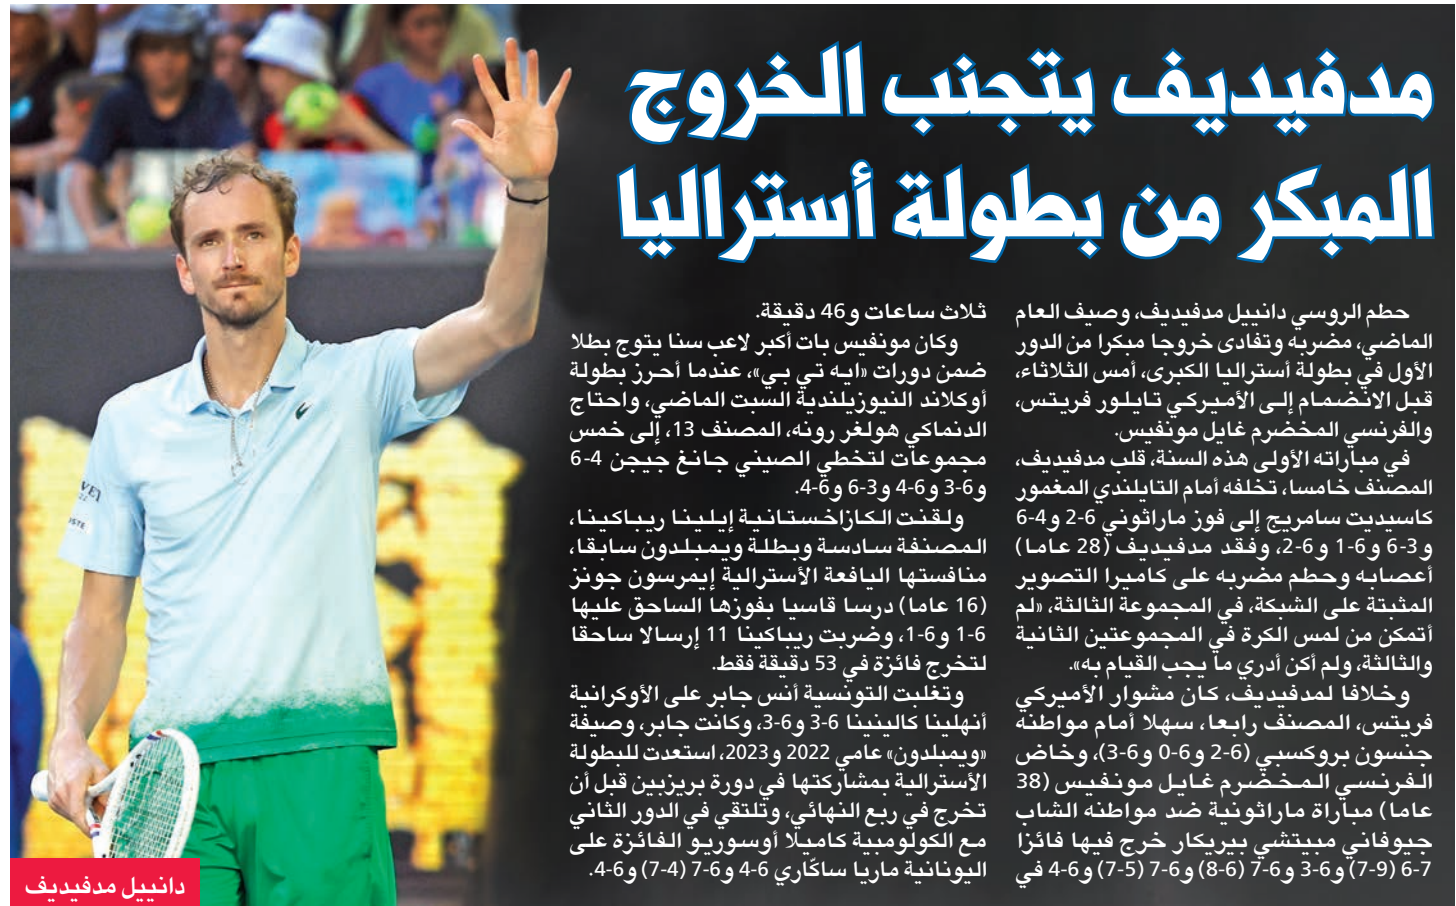 مدفيديف يتجنب الخروج
المبكر من بطولة أستراليا
حطم الروسي دانييل مدفيديف، وصيف العام
الماضي، مضربه وتفادى خروجا مبكرا من الدور
الأول في بطولة أستراليا الكبرى، أمس الثلاثاء،
قبل الانضمام إلى الأميركي تايلور فريتس،
والفرنسي المخضرم غايل مونفيس.
في مباراته الأولى هذه السنة، قلب مدفيديف،
المصنف خامسا، تخلفه أمام التايلندي المغمور
كاسيديت سامريج إلى فوز ماراثوني 6-2 و4-6
و3-6 و6-1 و6-2، وفقد مدفيديف (28 عاما)
أعصابه وحطم مضربه على كاميرا التصوير
المثبتة على الشبكة، في المجموعة الثالثة، «لم
أتمكن من لمس الكرة في المجموعتين الثانية
والثالثة، ولم أكن أدري ما يجب القيام به».
وخلافا لمدفيديف، كان مشوار الأميركي
فريتس، المصنف رابعا، سهلا أمام مواطنه
جنسون بروكسبي (6-2 و6-0 و6-3)، وخاض
الفرنسي المخضرم غايل مونفيس (38
عاما) مباراة ماراثونية ضد مواطنه الشاب
جيوفاني مبيتشي بيريكار خرج فيها فائزا
7-6 (9-7) و6-3 و7-6 (8-6) و7-6 (7-5) و6-4 في
ثلاث ساعات و46 دقيقة.
وكان مونفيس بات أكبر لاعب سنا يتوج بطلا
ضمن دورات «ايه تي بي»، عندما أحرز بطولة
أوكلاند النيوزيلندية السبت الماضي، واحتاج
الدنماكي هولغر رونه، المصنف 13، إلى خمس
مجموعات لتخطي الصيني جانغ جيجن 4-6
و6-3 و6-4 و3-6 و6-4.
ولقنت الكازاخستانية إيلينا ريباكينا،
المصنفة سادسة وبطلة ويمبلدون سابقا،
منافستها اليافعة الأسترالية إيمرسون جونز
(16 عاما) درسا قاسيا بفوزها الساحق عليها
6-1 و6-1، وضربت ريباكينا 11 إرسالا ساحقا
لتخرج فائزة في 53 دقيقة فقط.
وتغلبت التونسية أنس جابر على الأوكرانية
أنهلينا كالينينا 6-3 و6-3، وكانت جابر، وصيفة
«ويمبلدون» عامي 2022 و2023، استعدت للبطولة
الأسترالية بمشاركتها في دورة بريزبين قبل أن
تخرج في ربع النهائي، وتلتقي في الدور الثاني
مع الكولومبية كاميلا أوسوريو الفائزة على
اليونانية ماريا ساكّاري 6-4 و6-7 (4-7) و6-4.
دانييل مدفيديف